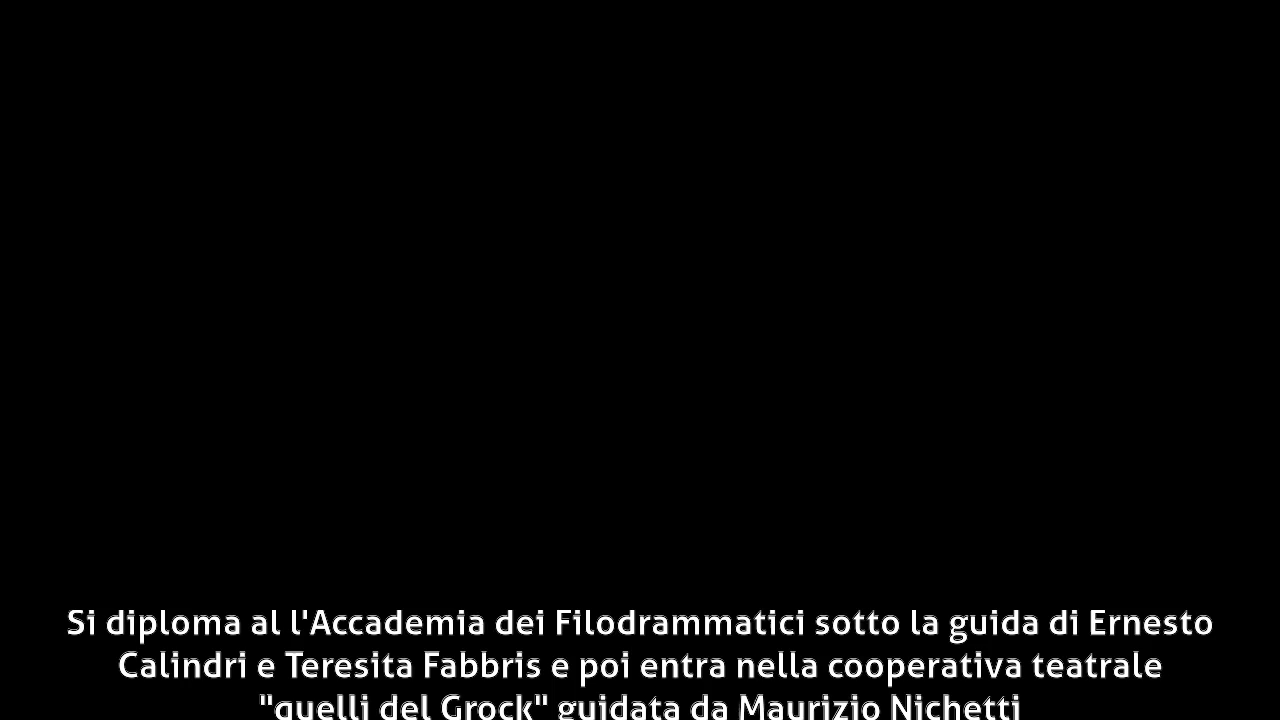 Si diploma al l'Accademia dei Filodrammatici sotto la guida di Ernesto
Calindri e Teresita Fabbris e poi entra nella cooperativa teatrale
"quelli del Grock" guidata da Maurizio Nichetti